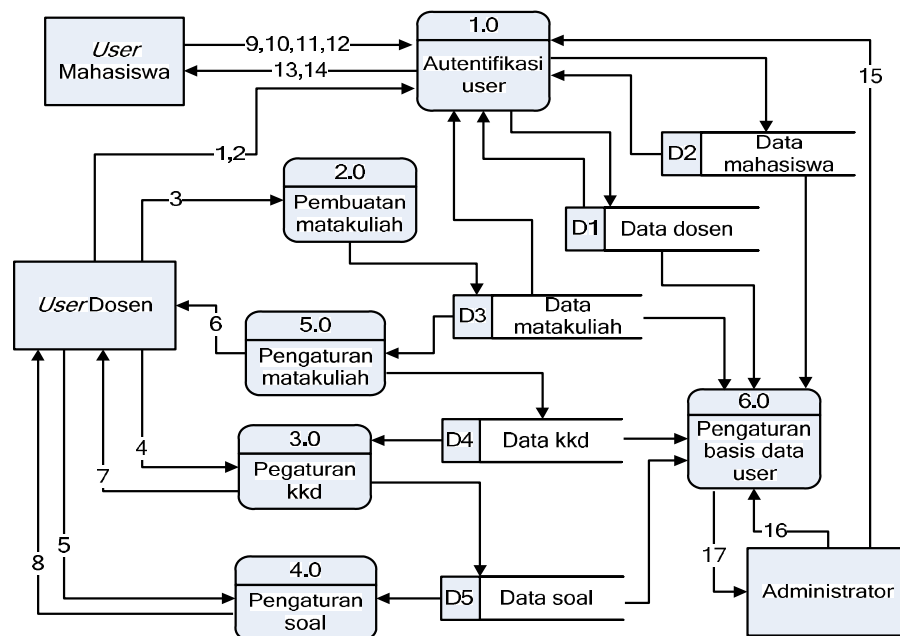 User
Mahasiswa
9,10,11,12
13,14
1.0
Autentifikasi
user
15
1,2
D2
Data
mahasiswa
2.0
Pembuatan
matakuliah
3
D1
Data dosen
User Dosen
6
5.0
Pengaturan
matakuliah
D3
Data
matakuliah
6.0
Pengaturan
basis data
user
4
7
3.0
Pegaturan
kkd
D4
Data kkd
5
8
4.0
Pengaturan
soal
D5
Data soal
16
17
Administrator